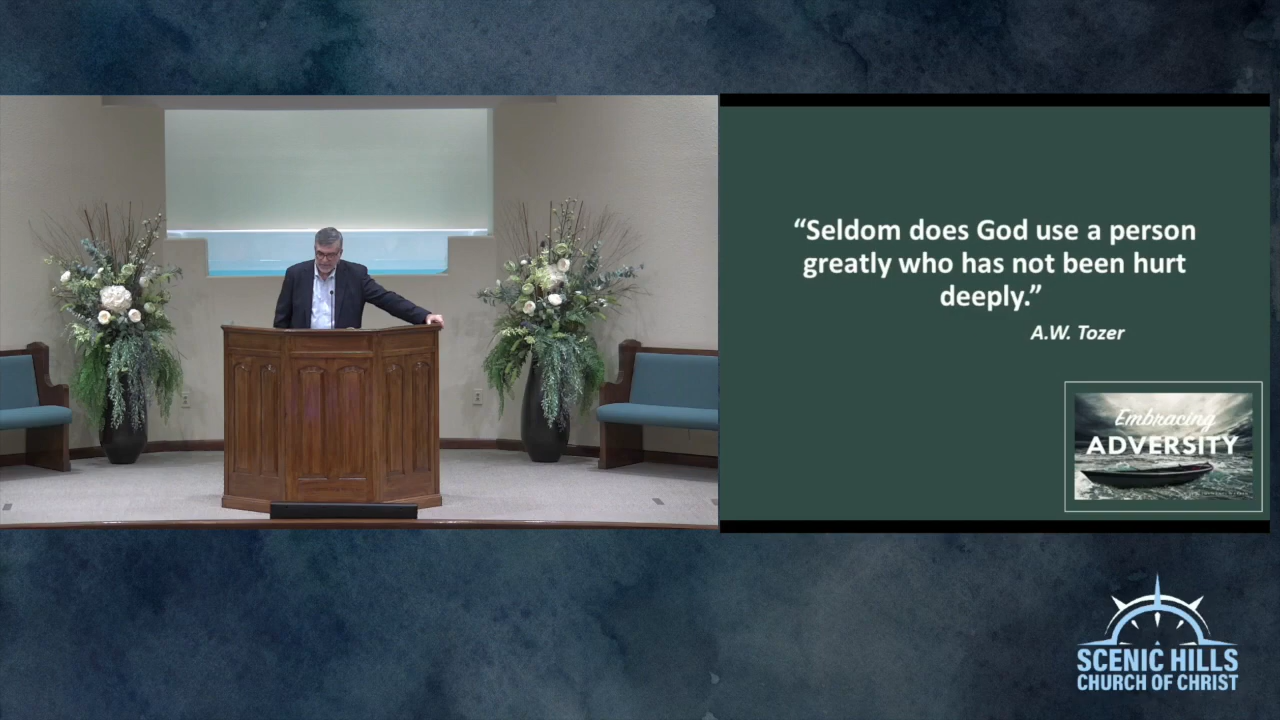 “Seldom does God use a person
greatly who has not been hurt
deeply.”
A.W. Tozer
Embracing
ADVERSITY
SCENIC HILLS
CHURCH OF CHRIST